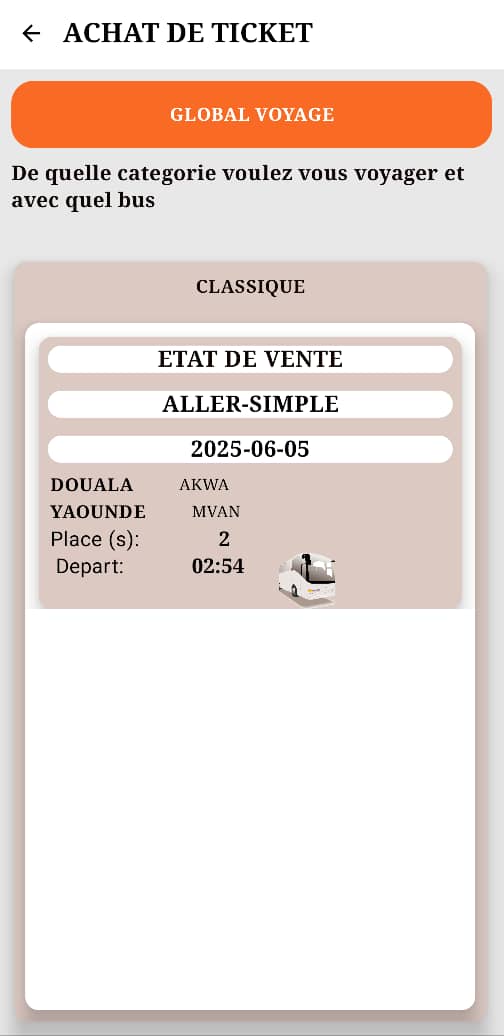 ACHAT DE TICKET
GLOBAL VOYAGE
De quelle categorie voulez vous voyager et
avec quel bus
CLASSIQUE
ETAT DE VENTE
ALLER-SIMPLE
2025-06-05
DOUALA AKWA
YAOUNDE MVAN
Place (s): 2
Depart: 02:54